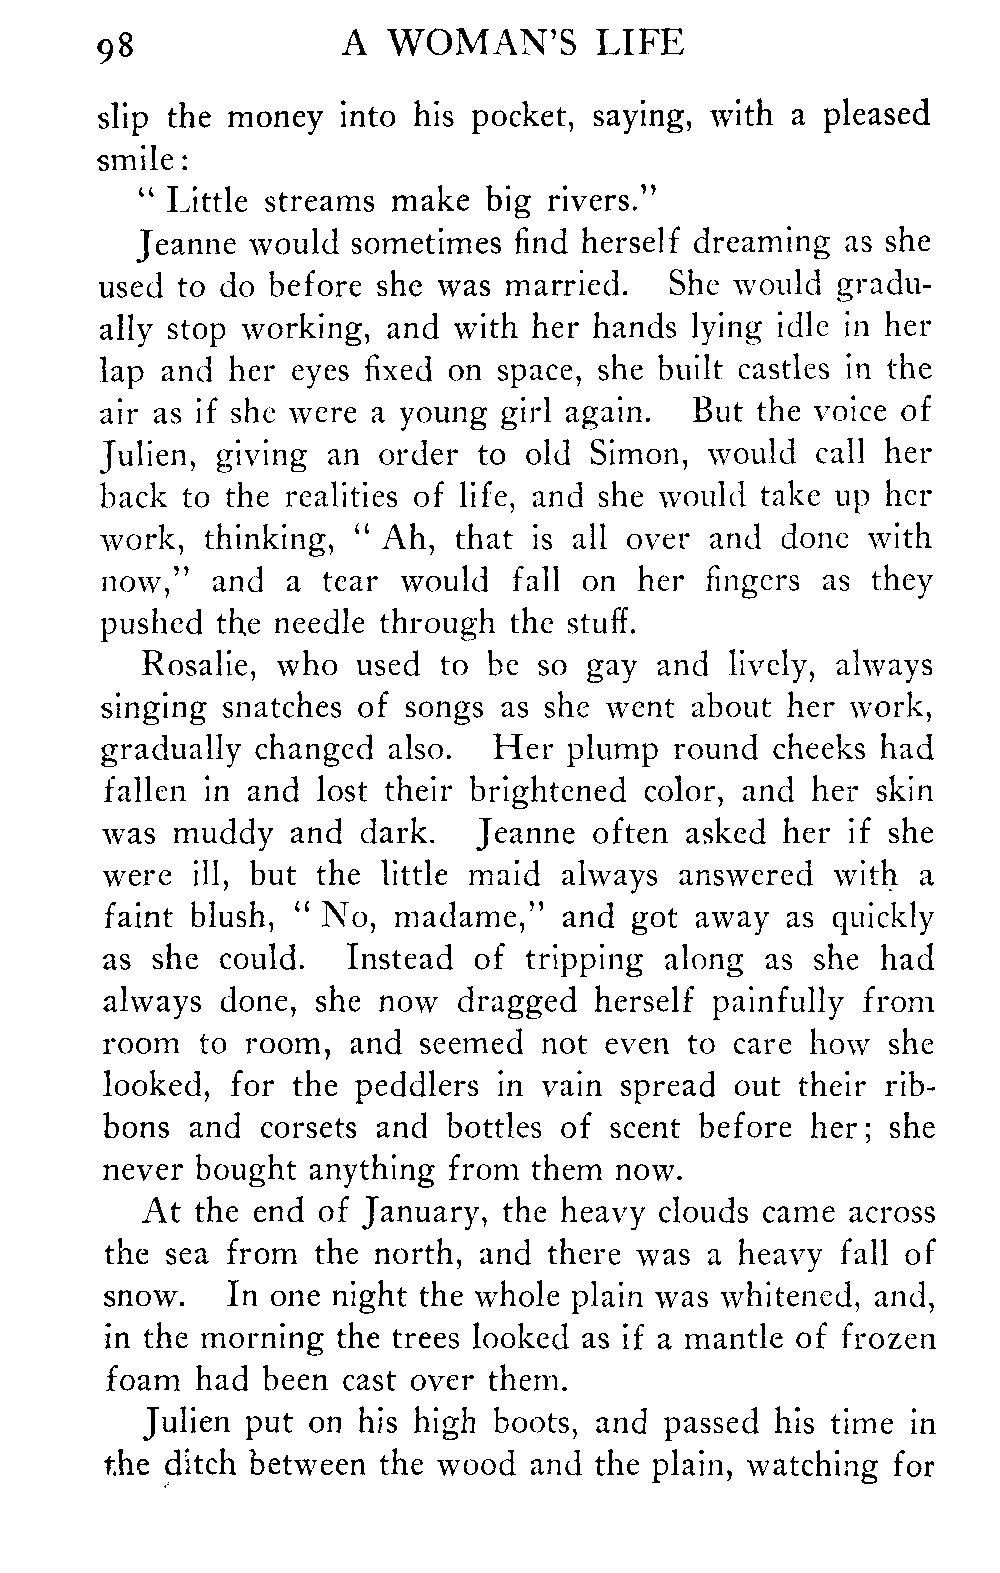 98 A WOMAN'S LIFE
slip the money into his pocket, saying, with a pleased
smile:
" Little streams make big rivers."
Jeanne would sometimes find herself dreaming as she
used to do before she was married. She would gradu-
ally stop working, and with her hands lying idle in her
lap and her eyes fixed on space, she built castles in the
air as if she were a young girl again. But the voice of
Julien, giving an order to old Simon, would call her
back to the realities of life, and she would take up her
work, thinking, " Ah, that is all over and done with
now," and a tear would fall on her fingers as they
pushed the needle through the stuff.
Rosalie, who used to be so gay and lively, always
singing snatches of songs as she went about her work,
gradually changed also. Her plump round cheeks had
fallen in and lost their brightened color, and her skin
was muddy and dark. Jeanne often asked her if she
were ill, but the little maid always answered with a
faint blush, " No, madame," and got away as quickly
as she could. Instead of tripping along as she had
always done, she now dragged herself painfully from
room to room, and seemed not even to care how she
looked, for the peddlers in vain spread out their rib-
bons and corsets and bottles of scent before her; she
never bought anything from them now.
At the end of January, the heavy clouds came across
the sea from the north, and there was a heavy fall of
snow. In one night the whole plain was whitened, and,
in the morning the trees looked as if a mantle of frozen
foam had been cast over them.
Julien put on his high boots, and passed his time in
the ditch between the wood and the plain, watching for